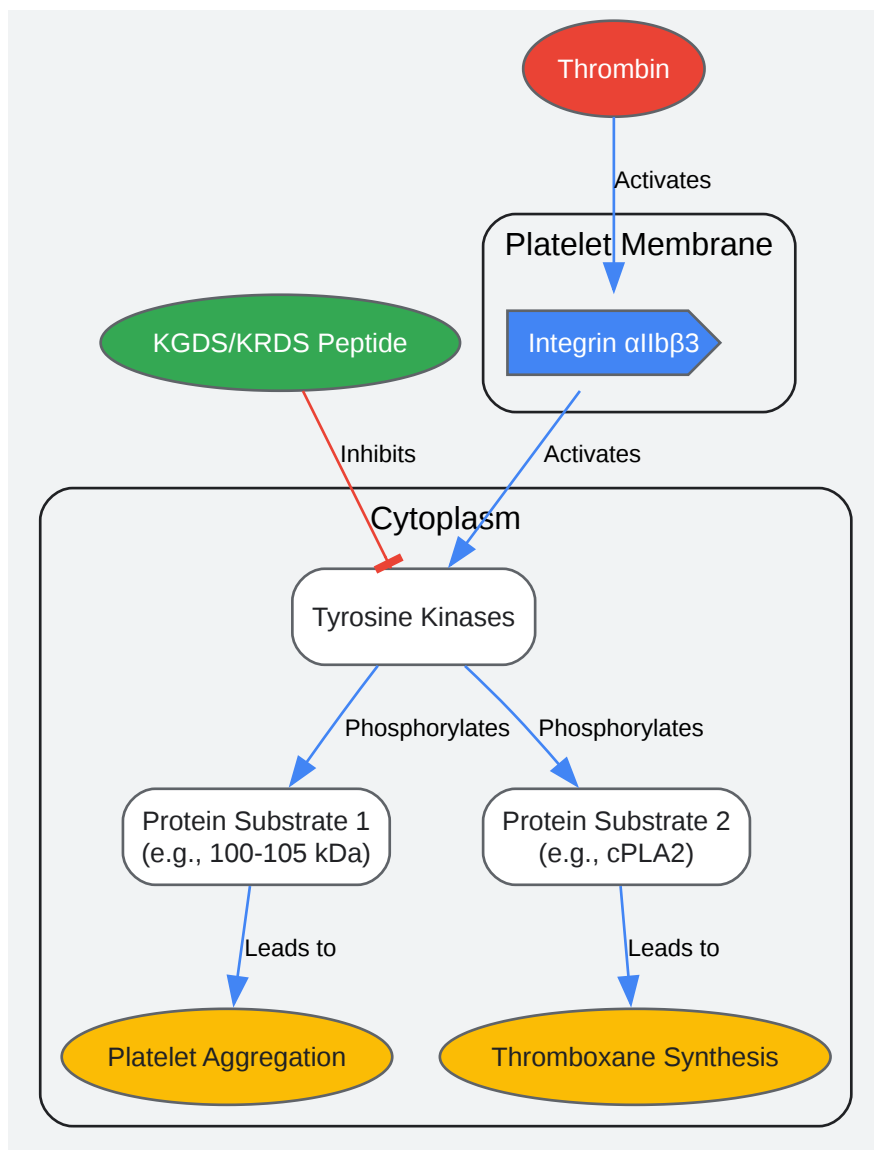 Thrombin
Activates
Platelet Membrane
KGDS/KRDS Peptide
Integrin αIIbβ3
Inhibits
Activates
Cytoplasm
Tyrosine Kinases
Phosphorylates
Phosphorylates
Protein Substrate 1
(e.g., 100-105 kDa)
Protein Substrate 2
(e.g., cPLA2)
Leads to
Leads to
Platelet Aggregation
Thromboxane Synthesis